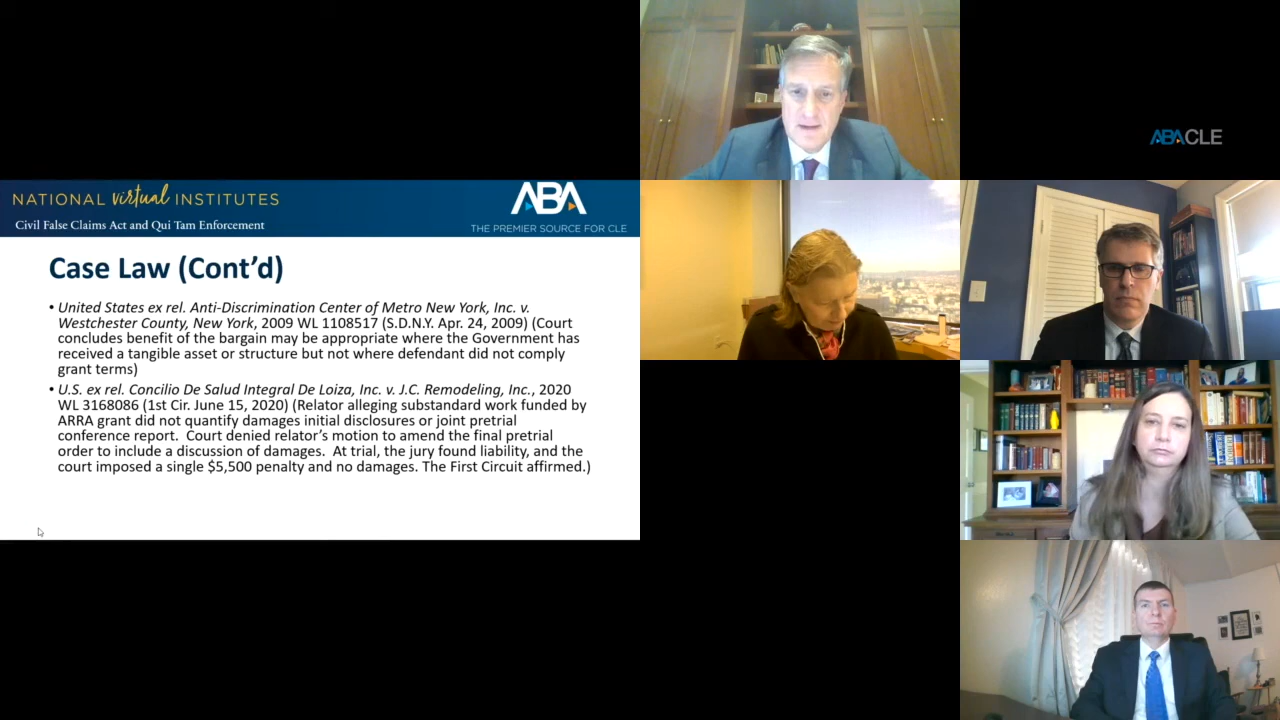 NATIONAL virtual INSTITUTES
Civil False Claims Act and Qui Tam Enforcement
ABA
THE PREMIER SOURCE FOR CLE
ABACLE
Case Law (Cont'd)
• United States ex rel. Anti-Discrimination Center of Metro New York, Inc. v.
Westchester County, New York, 2009 WL 1108517 (S.D.N.Y. Apr. 24, 2009) (Court
concludes benefit of the bargain may be appropriate where the Government has
received a tangible asset or structure but not where defendant did not comply
grant terms)
• U.S. ex rel. Concilio De Salud Integral De Loiza, Inc. v. J.C. Remodeling, Inc., 2020
WL 3168086 (1st Cir. June 15, 2020) (Relator alleging substandard work funded by
ARRA grant did not quantify damages initial disclosures or joint pretrial
conference report.  Court denied relator's motion to amend the final pretrial
order to include a discussion of damages.  At trial, the jury found liability, and the
court imposed a single $5,500 penalty and no damages. The First Circuit affirmed.)